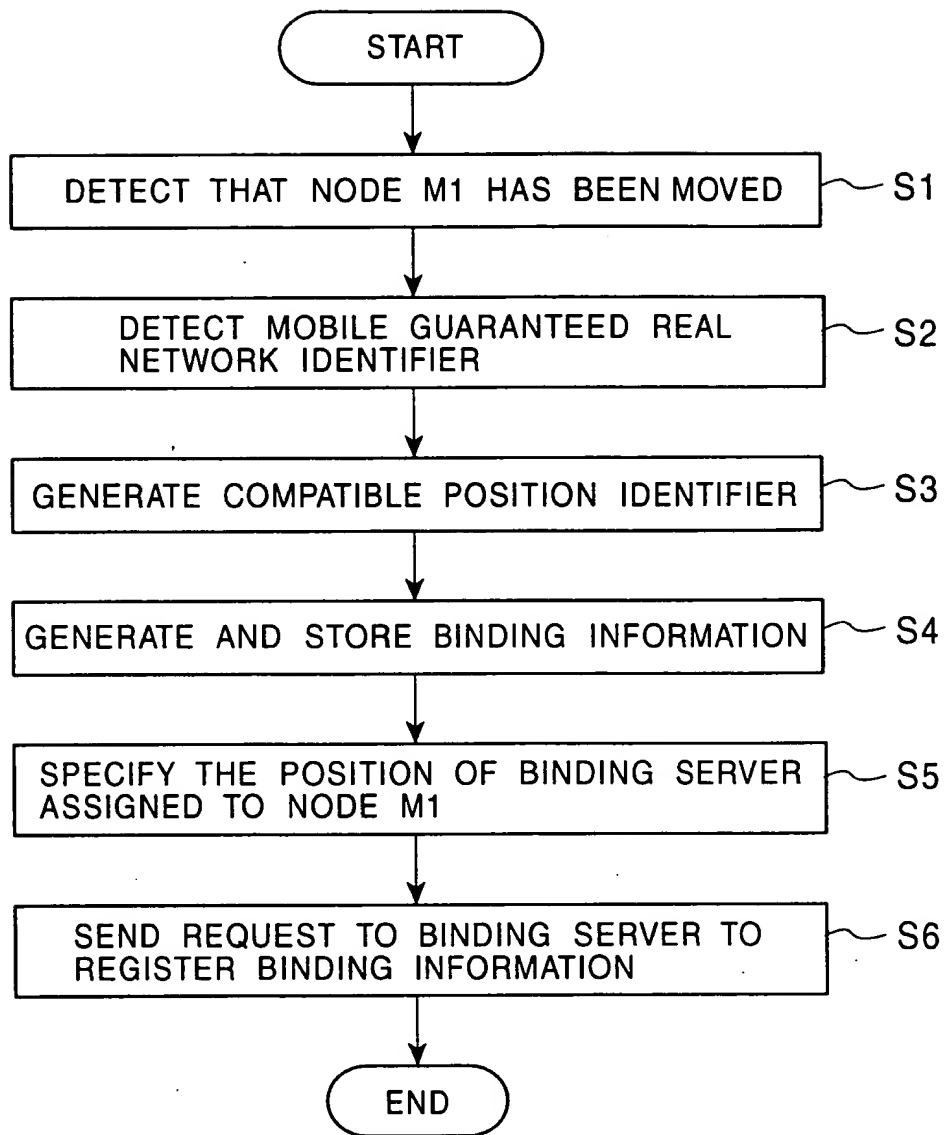 START
DETECT THAT NODE M1 HAS BEEN MOVED
S1
DETECT MOBILE GUARANTEED REAL
NETWORK IDENTIFIER
S2
GENERATE COMPATIBLE POSITION IDENTIFIER
S3
GENERATE AND STORE BINDING INFORMATION
S4
SPECIFY THE POSITION OF BINDING SERVER
ASSIGNED TO NODE M1
S5
SEND REQUEST TO BINDING SERVER TO
REGISTER BINDING INFORMATION
S6
END